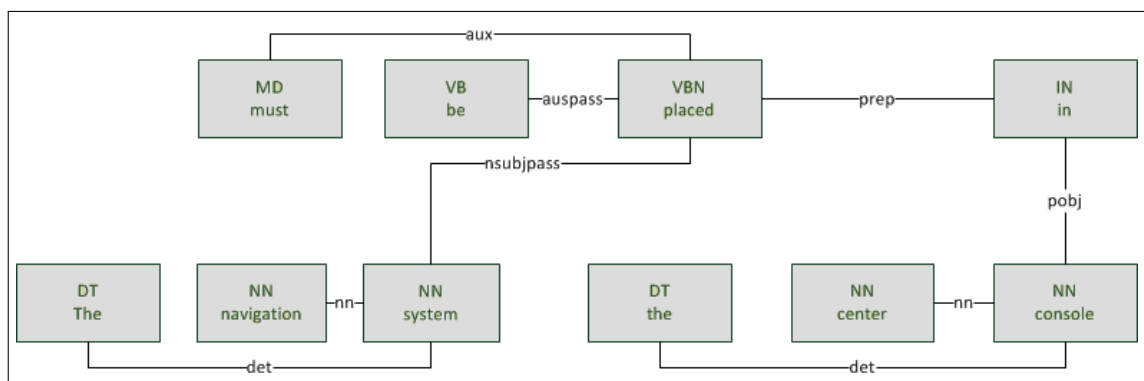 aux
MD
must
VB
be
auspass
VBN
placed
prep
IN
in
nsubjpass
pobj
DT
The
NN
navigation
nn
NN
system
DT
the
NN
center
nn
NN
console
det
det